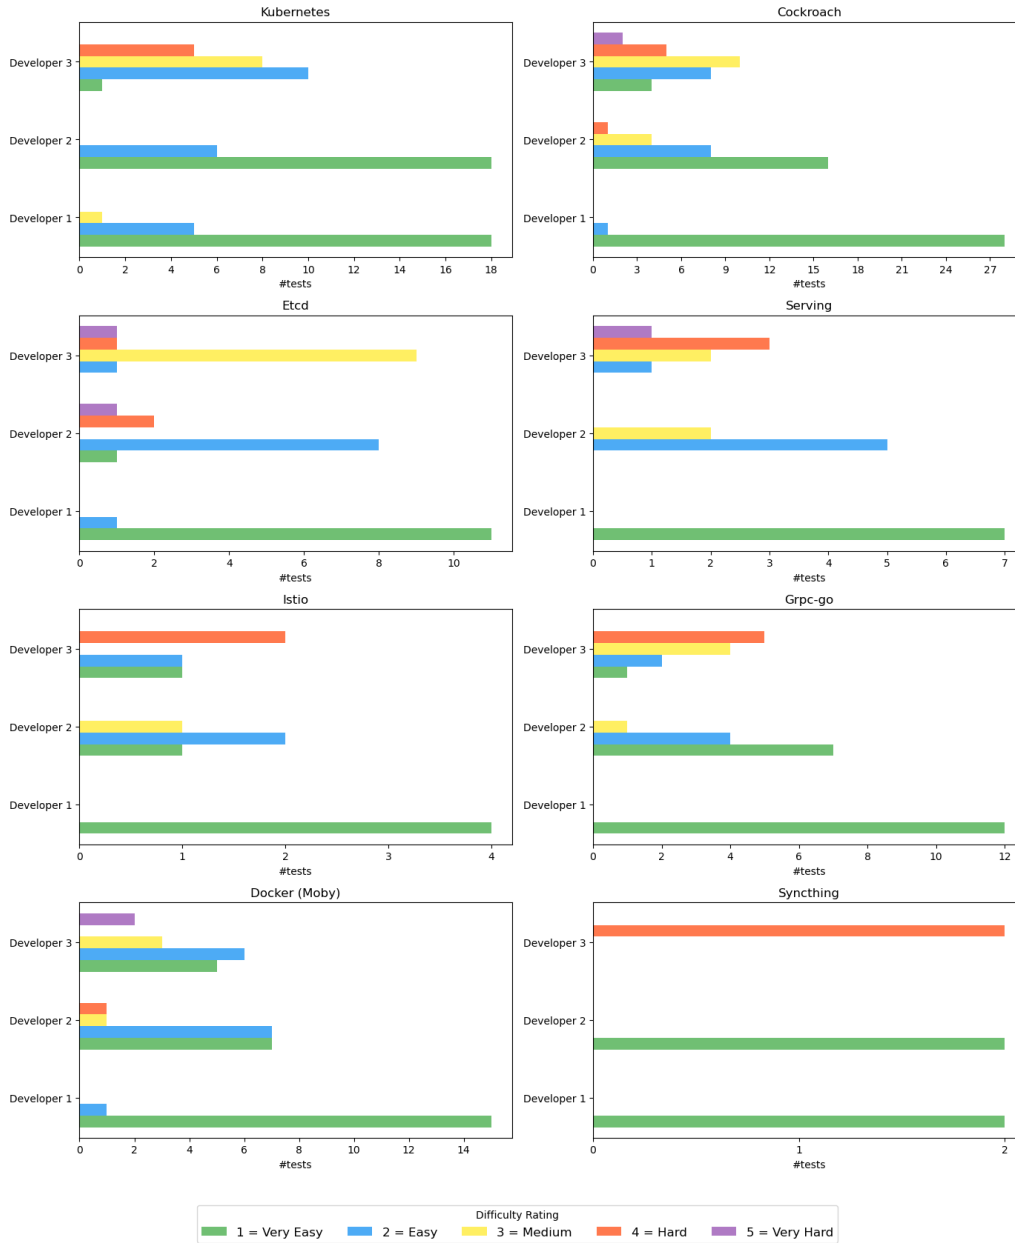 Kubernetes
Developer 3
Developer 2
Developer 1
0 2 4 6 8 10 12 14 16 18
#tests
Cockroach
Developer 3
Developer 2
Developer 1
0 3 6 9 12 15 18 21 24 27
#tests
Etcd
Developer 3
Developer 2
Developer 1
0 2 4 6 8 10
#tests
Serving
Developer 3
Developer 2
Developer 1
0 1 2 3 4 5 6 7
#tests
Istio
Developer 3
Developer 2
Developer 1
0 1 2 3 4
#tests
Grpc-go
Developer 3
Developer 2
Developer 1
0 2 4 6 8 10 12
#tests
Docker (Moby)
Developer 3
Developer 2
Developer 1
0 2 4 6 8 10 12 14
#tests
Syncthing
Developer 3
Developer 2
Developer 1
0 1 2
#tests
Difficulty Rating
1 = Very Easy 2 = Easy 3 = Medium 4 = Hard 5 = Very Hard